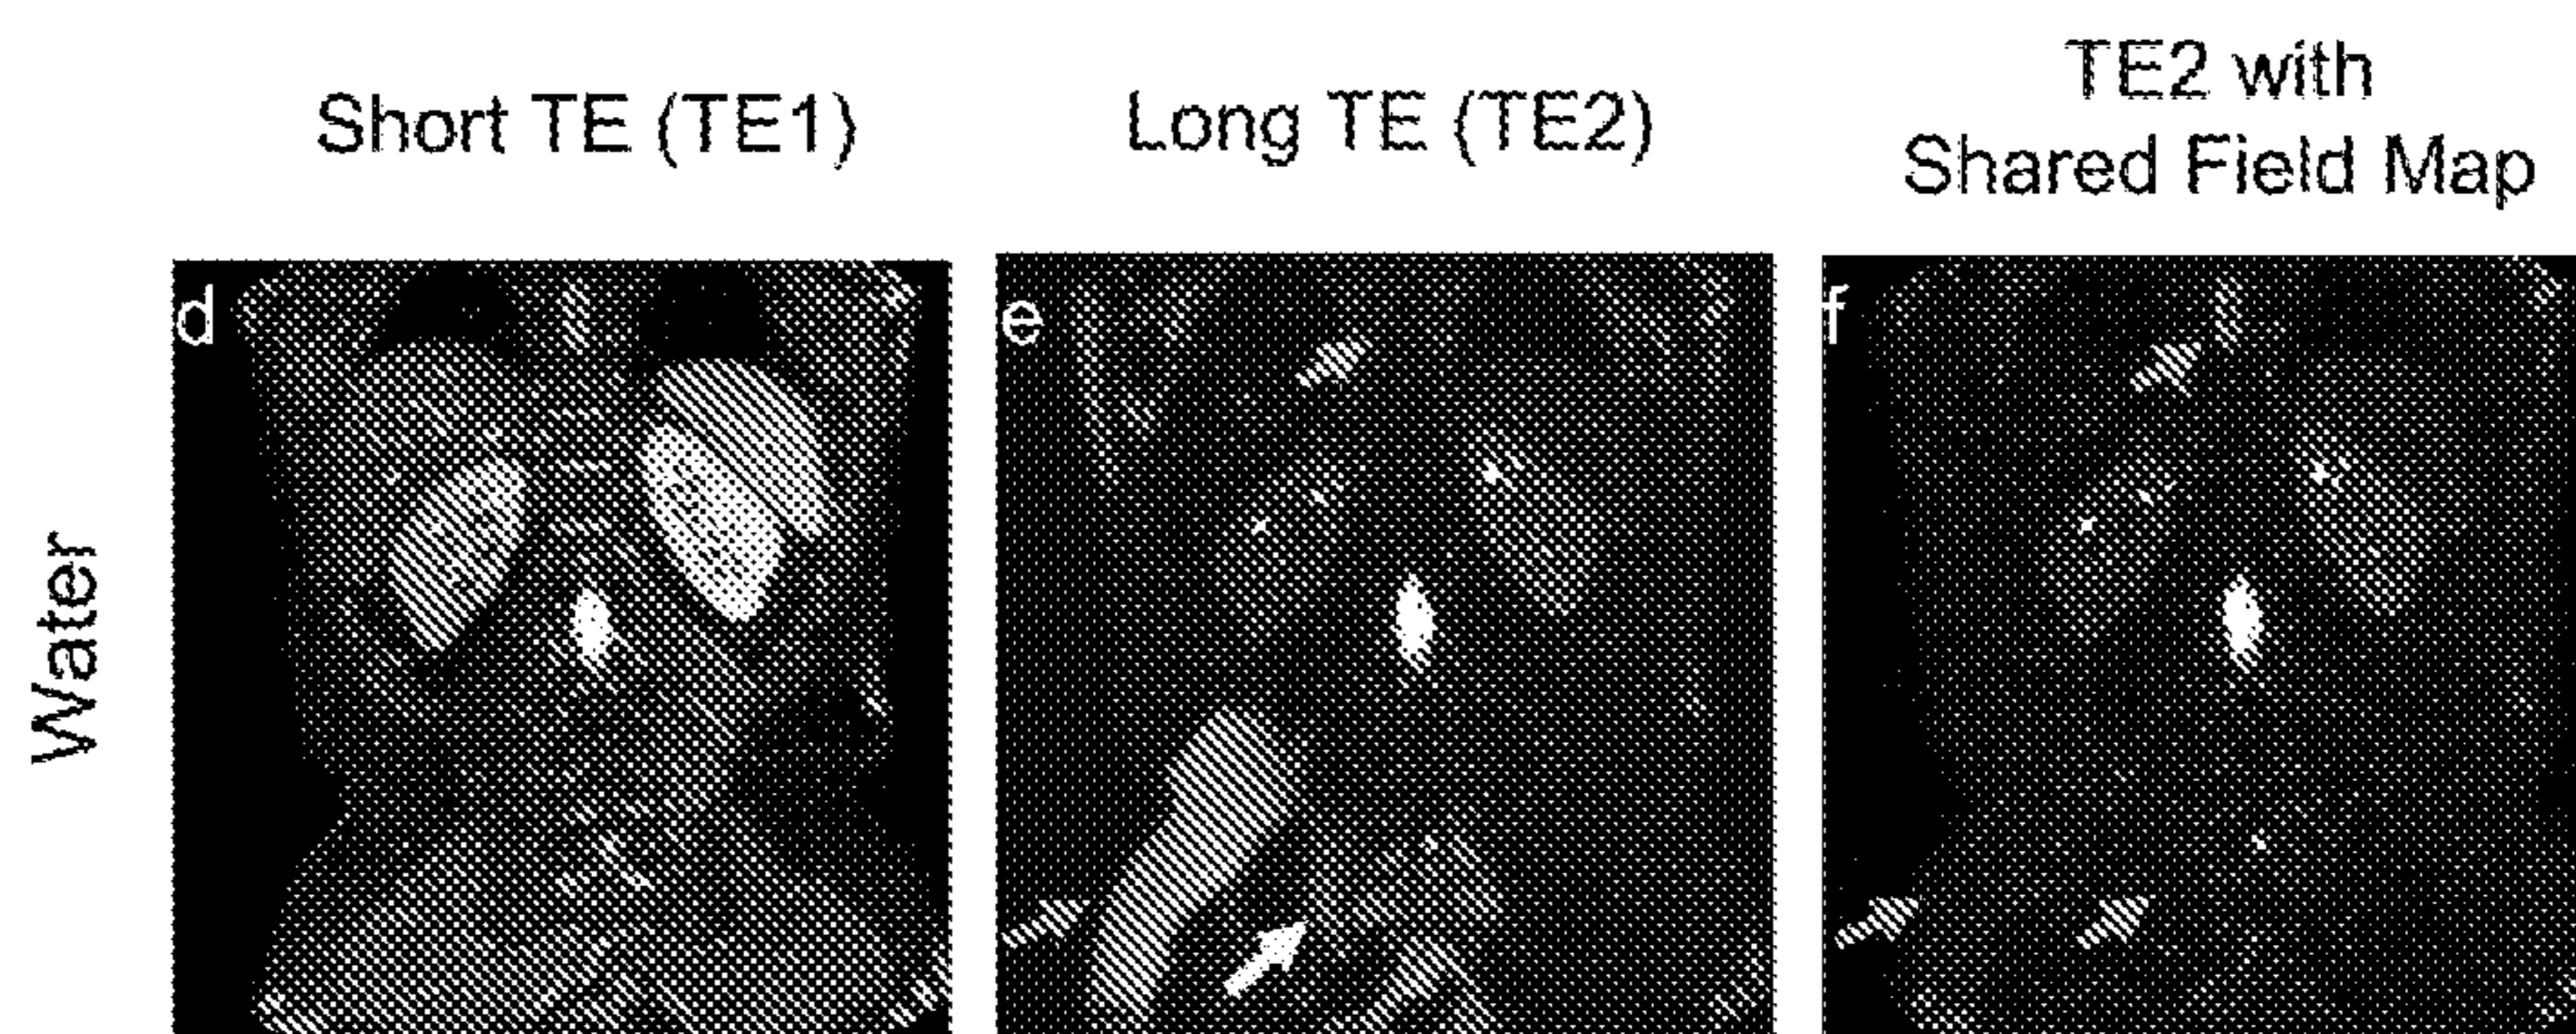 Short TE (TE1)
Long TE (TE2)
TE2 with
Shared Field Map
Water
d
e
f